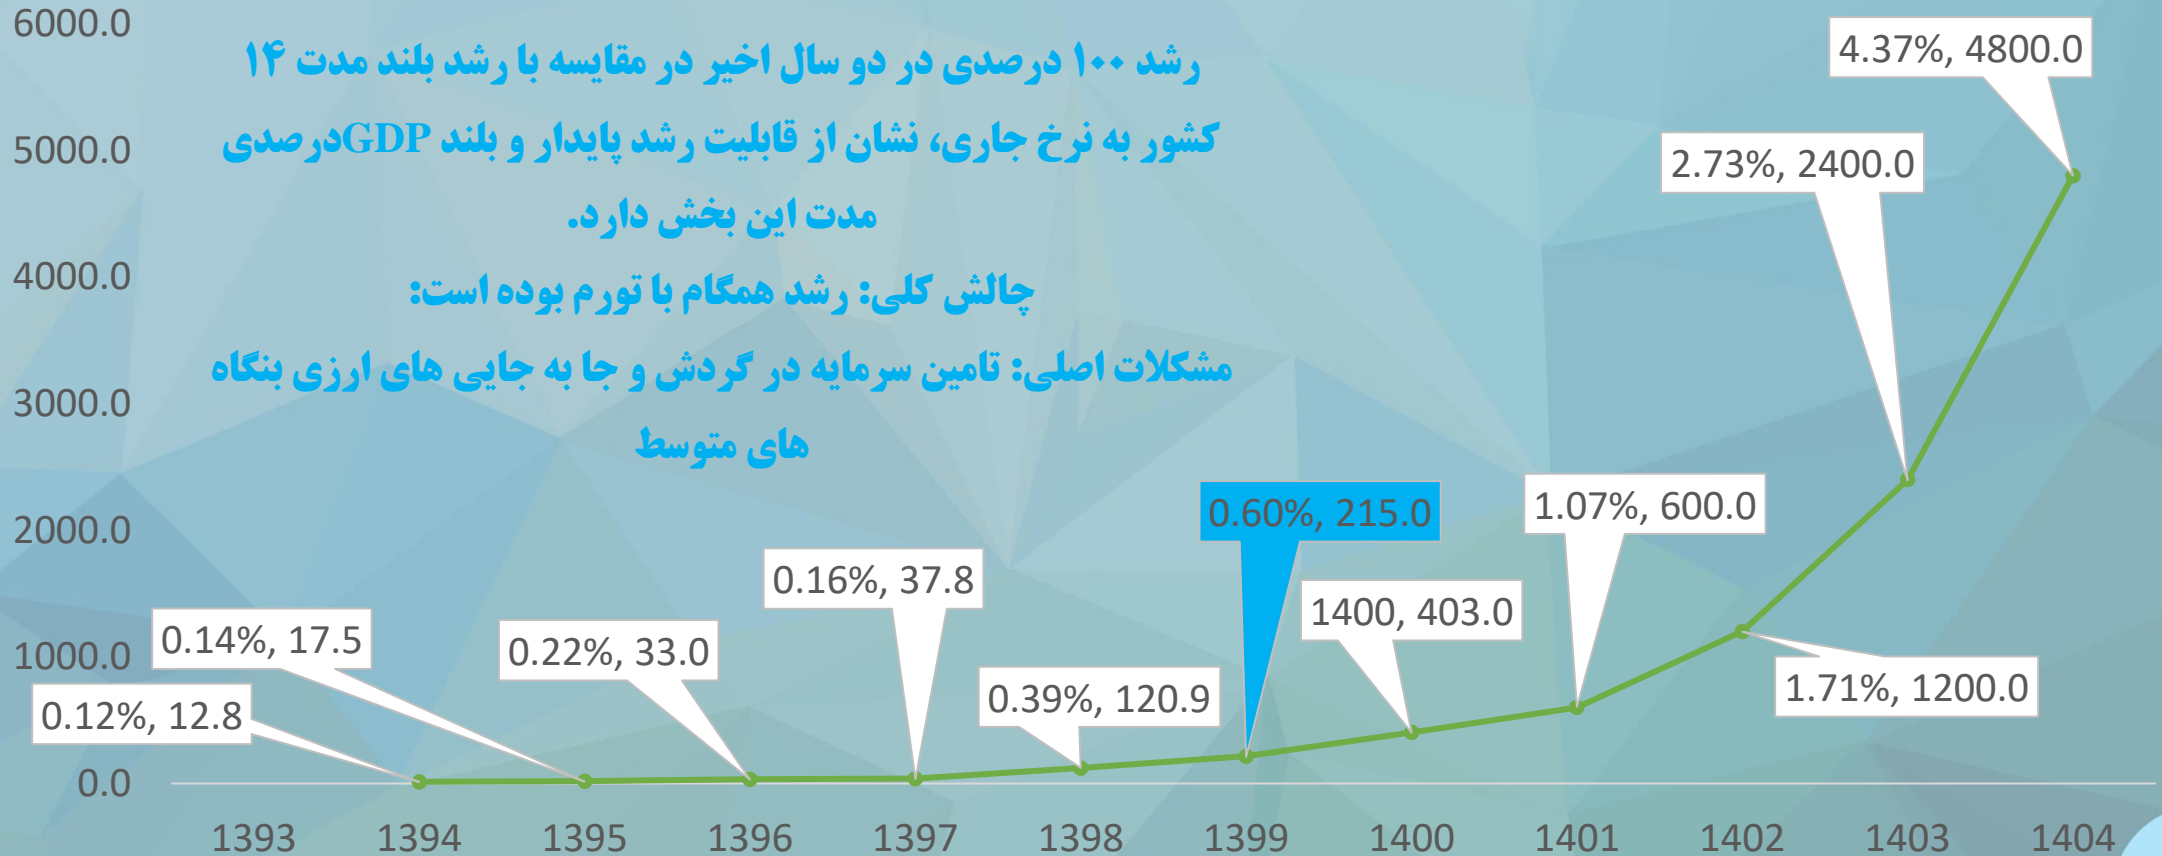 رشد ۱۰۰ درصدی در دو سال اخیر در مقایسه با رشد بلند مدت ۱۴
کشور به نرخ جاری، نشان از قابلیت رشد پایدار و بلند GDPدرصدی
مدت این بخش دارد.
چالش کلی: رشد همگام با تورم بوده است:
مشکلات اصلی: تامین سرمایه در گردش و جا به جایی های ارزی بنگاه
های متوسط
6000.0
5000.0
4000.0
3000.0
2000.0
1000.0
0.0
0.12%, 12.8
0.14%, 17.5
0.22%, 33.0
0.16%, 37.8
0.39%, 120.9
0.60%, 215.0
1400, 403.0
1.07%, 600.0
1.71%, 1200.0
2.73%, 2400.0
4.37%, 4800.0
1393 1394 1395 1396 1397 1398 1399 1400 1401 1402 1403 1404